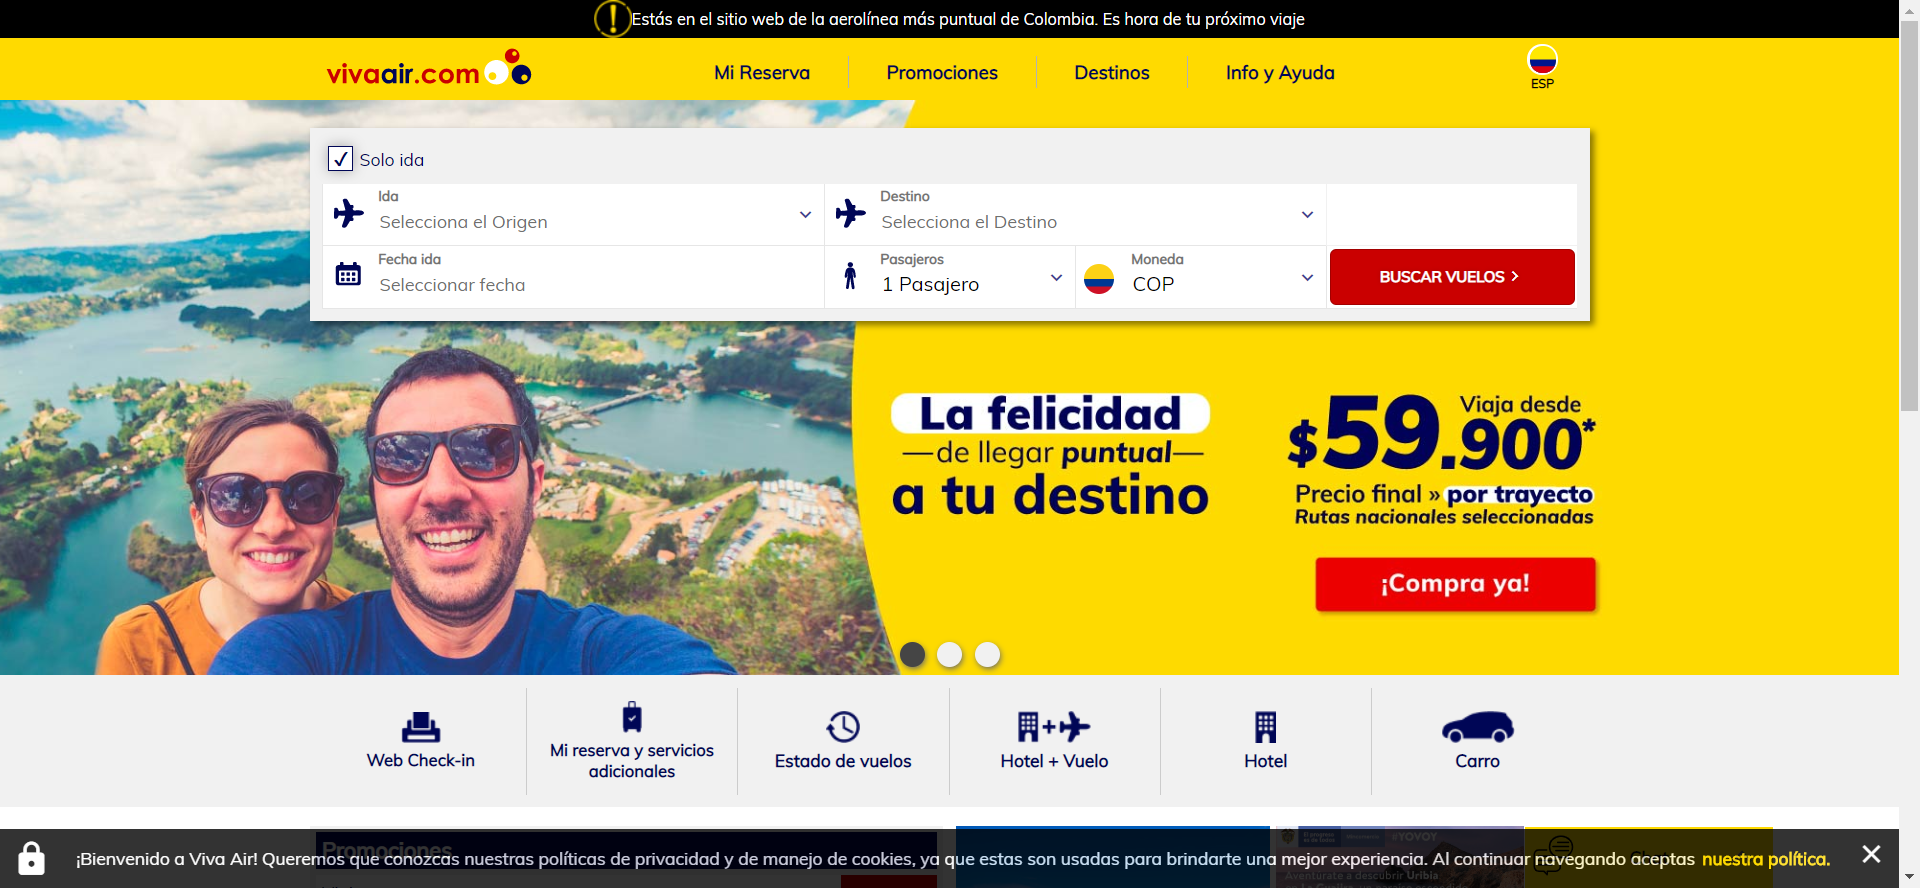 Estás en el sitio web de la aerolínea más puntual de Colombia. Es hora de tu próximo viaje
vivaair.com
Mi Reserva
Promociones
Destinos
Info y Ayuda
ESP
Solo ida
Ida
Selecciona el Origen
Destino
Selecciona el Destino
Fecha ida
Seleccionar fecha
Pasajeros
1 Pasajero
Moneda
COP
BUSCAR VUELOS
La felicidad
de llegar puntual
a tu destino
Viaja desde
$59.900*
Precio final » por trayecto
Rutas nacionales seleccionadas
¡Compra ya!
Web Check-in
Mi reserva y servicios
adicionales
Estado de vuelos
Hotel + Vuelo
Hotel
Carro
Promociones
#YOVOY
¡Bienvenido a Viva Air! Queremos que conozcas nuestras políticas de privacidad y de manejo de cookies, ya que estas son usadas para brindarte una mejor experiencia. Al continuar navegando aceptas nuestra política.
Aventúrate a descubrir Uribia